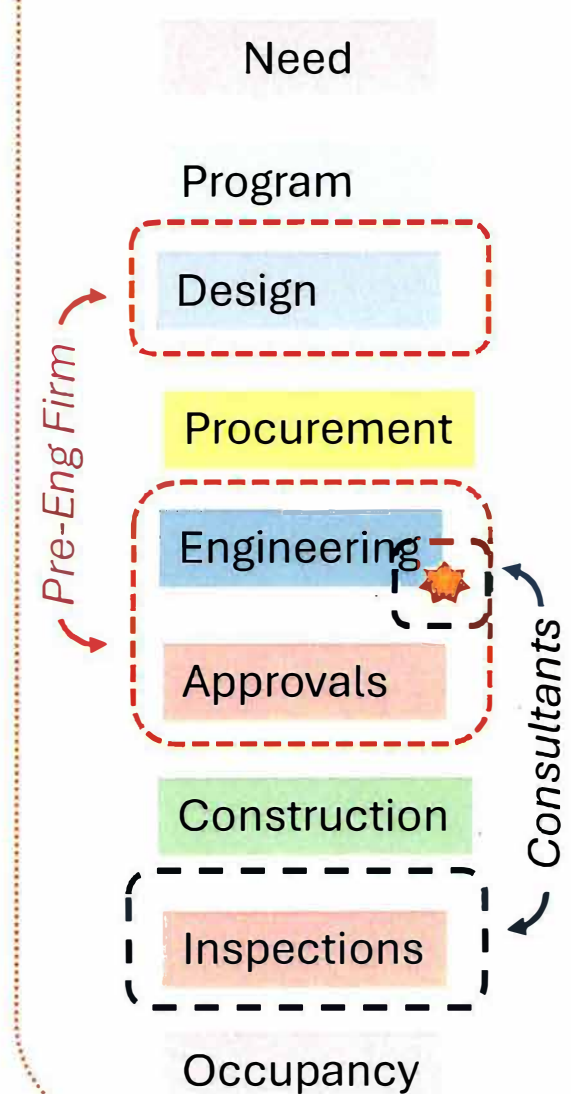 Need
Program
Design
Pre-Eng Firm
Procurement
Engineering
Approvals
Consultants
Construction
Inspections
Occupancy